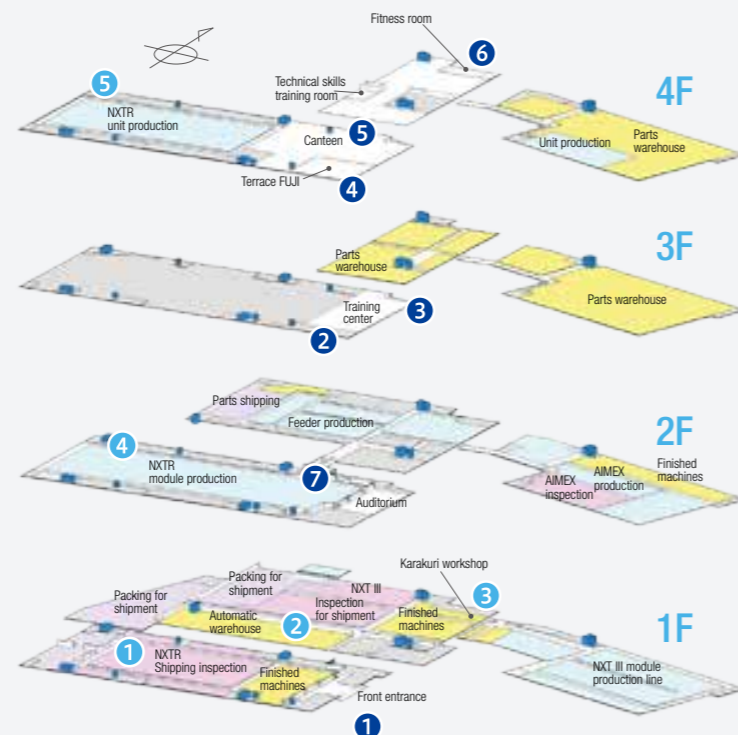 Fitness room
6
Technical skills
training room
5
NXTR
unit production
Canteen
5
Terrace FUJI
4
Unit production
Parts
warehouse
4F
Parts
warehouse
3F
Training
center
3
2
Parts warehouse
Parts shipping
Feeder production
2F
4
NXTR
module production
7
Auditorium
AIMEX
inspection
AIMEX
production
Finished
machines
Karakuri workshop
3
Packing for
shipment
Packing for
shipment
NXT III
Inspection
for shipment
Automatic
warehouse
2
Finished
machines
1F
1
NXTR
Shipping inspection
Finished
machines
Front entrance
1
NXT III module
production line